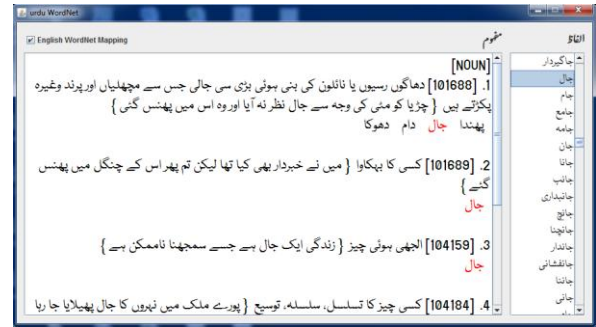 urdu WordNet
English WordNet Mapping
مفہوم
الفاظ
[NOUN]
1. [101688] دھاگوں رسیوں یا نائلون کی بنی ہوئی بڑی سی جالی جس سے مچھلیاں اور پرند وغیرہ
پکڑتے ہیں { چڑیا کو مٹی کی وجہ سے جال نظر نہ آیا اور وہ اس میں پھنس گئی }
پھندا جال دام دھوکا
2. [101689] کسی کا بہکاوا { میں نے خبردار بھی کیا تھا لیکن تم پھر اس کے چنگل میں پھنس
گئے }
جال
3. [104159] الجھی ہوئی چیز { زندگی ایک جال ہے جسے سمجھنا ناممکن ہے }
جال
4. [104184] کسی چیز کا تسلسل، سلسلہ، توسیع { پورے ملک میں نہروں کا جال پھیلایا جا رہا
جاگیردار
جال
جام
جامع
جامہ
جان
جانا
جانب
جانبداری
جانچ
جانچنا
جاندار
جانفشانی
جاننا
جانی